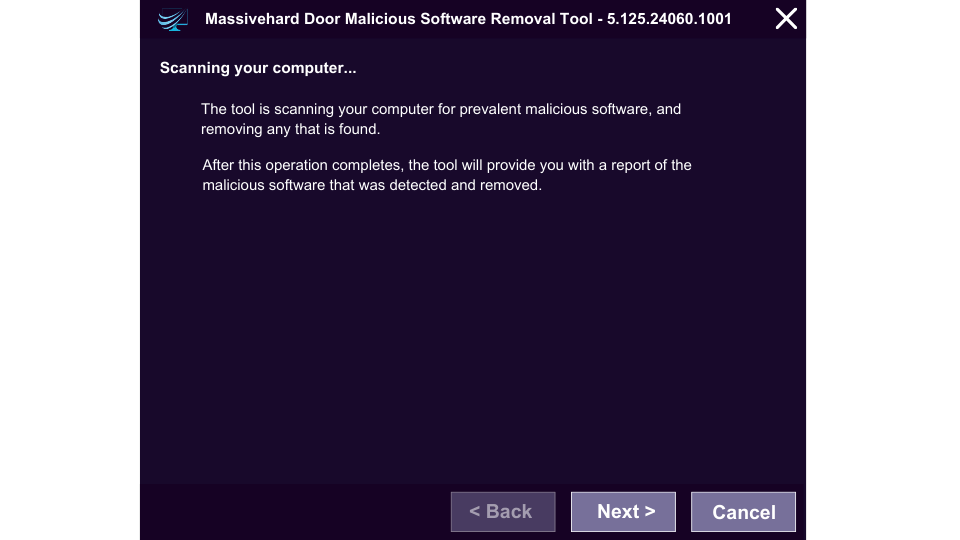 Massivehard Door Malicious Software Removal Tool - 5.125.24060.1001
Scanning your computer...
The tool is scanning your computer for prevalent malicious software, and
removing any that is found.
After this operation completes, the tool will provide you with a report of the
malicious software that was detected and removed.
< Back
Next >
Cancel